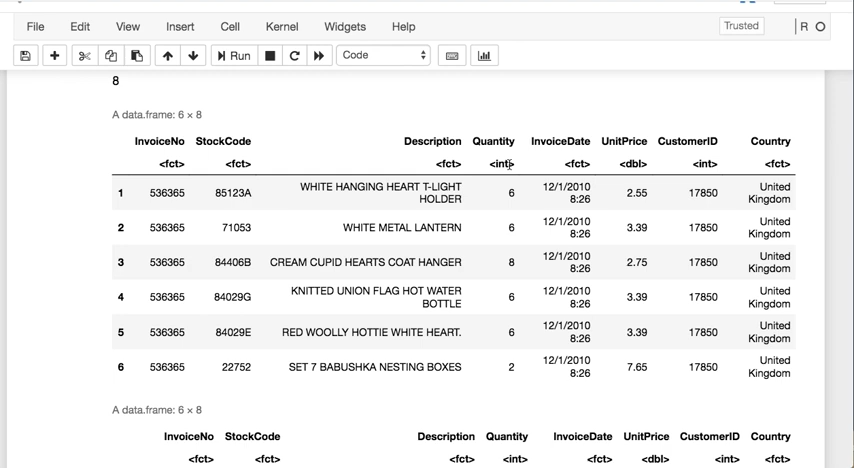 File Edit View Insert Cell Kernel Widgets Help Trusted R
Run Code
8
A data.frame: 6 × 8
InvoiceNo StockCode Description Quantity InvoiceDate UnitPrice CustomerID Country
<fct> <fct> <fct> <int> <fct> <dbl> <int> <fct>
1 536365 85123A WHITE HANGING HEART T-LIGHT HOLDER 6 12/1/2010 8:26 2.55 17850 United Kingdom
2 536365 71053 WHITE METAL LANTERN 6 12/1/2010 8:26 3.39 17850 United Kingdom
3 536365 84406B CREAM CUPID HEARTS COAT HANGER 8 12/1/2010 8:26 2.75 17850 United Kingdom
4 536365 84029G KNITTED UNION FLAG HOT WATER BOTTLE 6 12/1/2010 8:26 3.39 17850 United Kingdom
5 536365 84029E RED WOOLLY HOTTIE WHITE HEART. 6 12/1/2010 8:26 3.39 17850 United Kingdom
6 536365 22752 SET 7 BABUSHKA NESTING BOXES 2 12/1/2010 8:26 7.65 17850 United Kingdom
A data.frame: 6 × 8
InvoiceNo StockCode Description Quantity InvoiceDate UnitPrice CustomerID Country
<fct> <fct> <fct> <int> <fct> <dbl> <int> <fct>